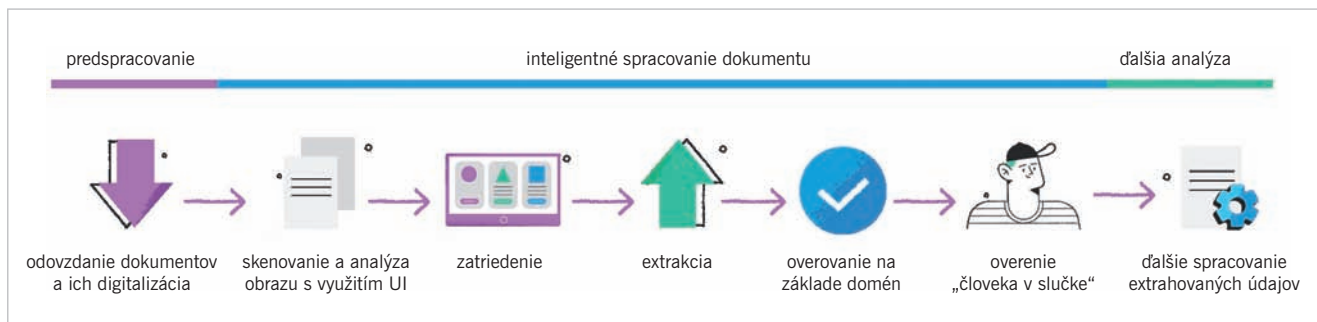 predspracovanie
inteligentné spracovanie dokumentu
ďalšia analýza
odovzdanie dokumentov
a ich digitalizácia
skenovanie a analýza
obrazu s využitím UI
zatriedenie
extrakcia
overovanie na
základe domén
overenie
„človeka v slučke“
ďalšie spracovanie
extrahovaných údajov